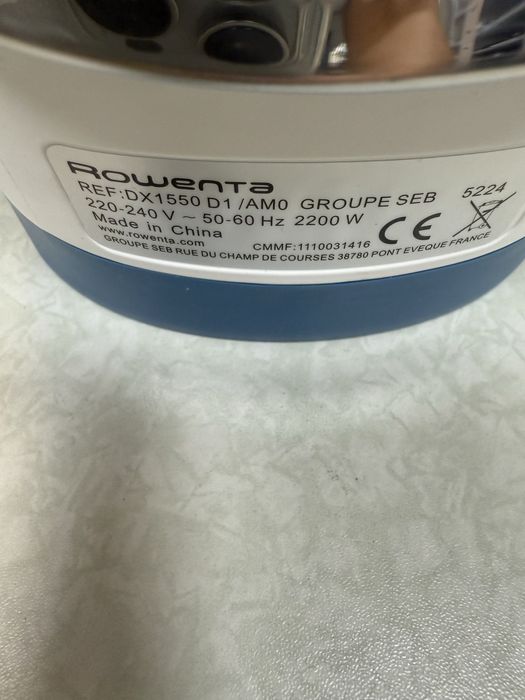 Rowenta
REF:DX1550 D1 /AM0 GROUPE SEB 5224
220-240 V ~ 50-60 Hz 2200 W
Made in China
www.rowenta.com CMMF:1110031416 CE
GROUPE SEB RUE DU CHAMP DE COURSES 38780 PONT EVEQUE FRANCE